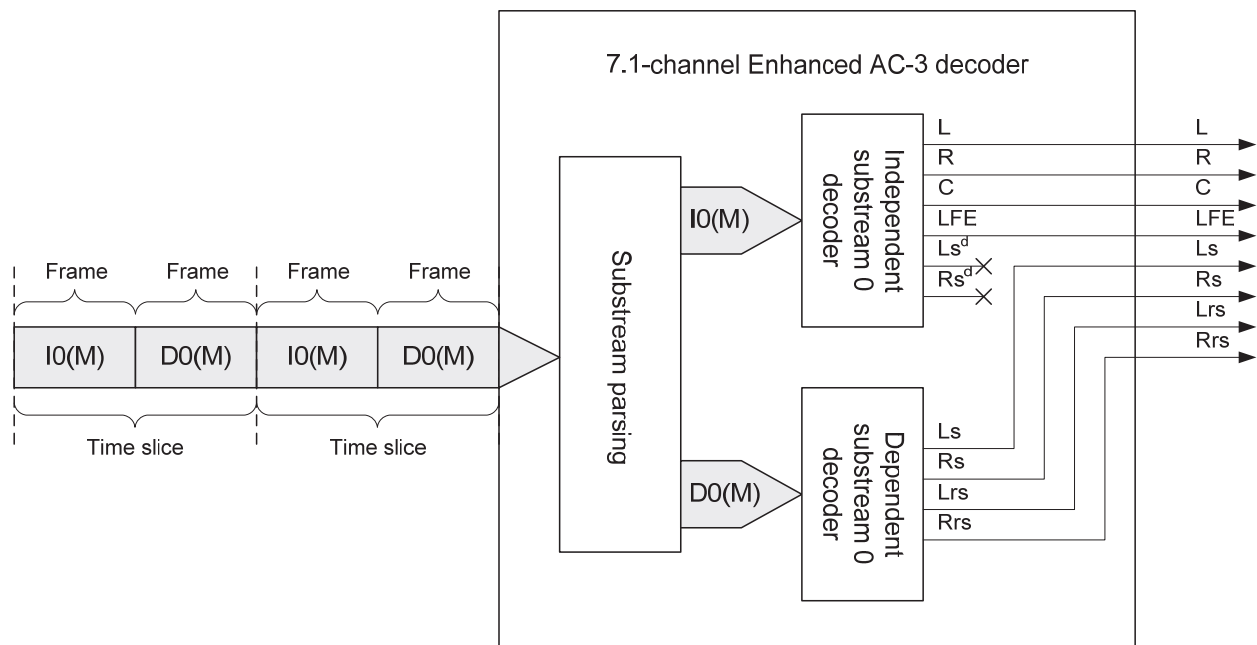 7.1-channel Enhanced AC-3 decoder
Frame Frame Frame Frame
I0(M) D0(M) I0(M) D0(M)
Time slice Time slice
Substream parsing
I0(M)
D0(M)
Independent
substream 0
decoder
L
R
C
LFE
Lsᵈ
Rsᵈ
Dependent
substream 0
decoder
Ls
Rs
Lrs
Rrs
L
R
C
LFE
Ls
Rs
Lrs
Rrs